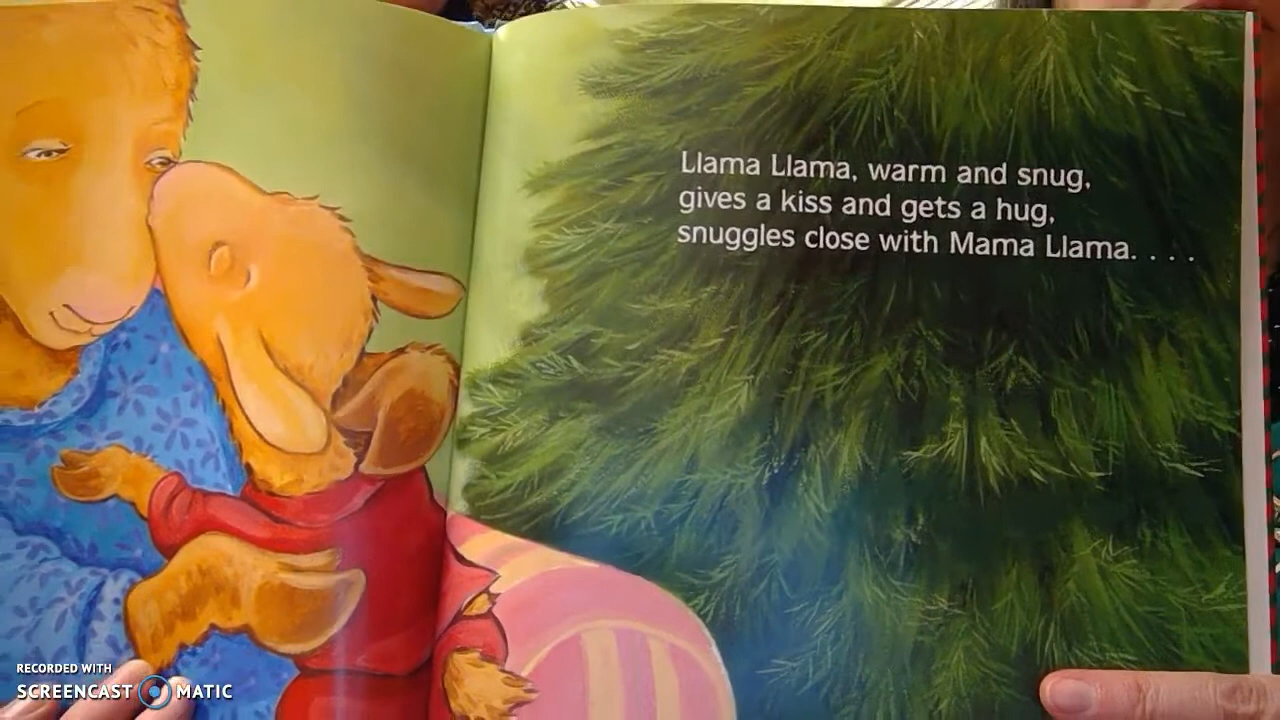 Llama Llama, warm and snug,
gives a kiss and gets a hug,
snuggles close with Mama Llama. . . .
RECORDED WITH
SCREENCAST MATIC